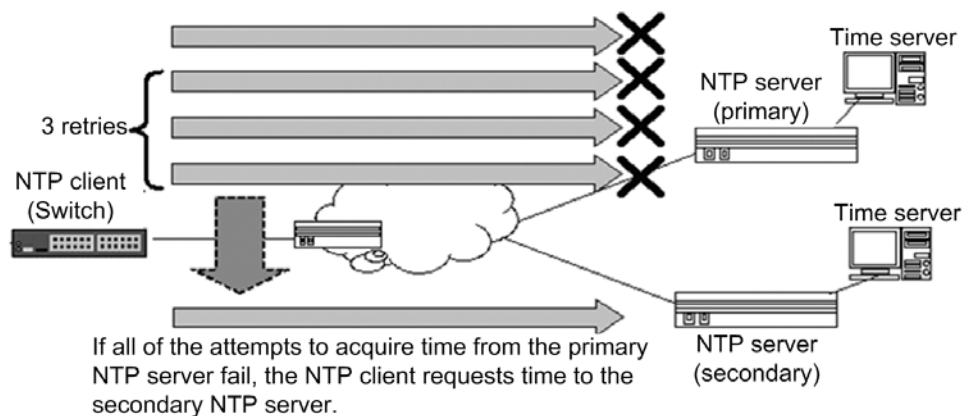 Time server
NTP server
(primary)
3 retries
NTP client
(Switch)
Time server
NTP server
(secondary)
If all of the attempts to acquire time from the primary
NTP server fail, the NTP client requests time to the
secondary NTP server.